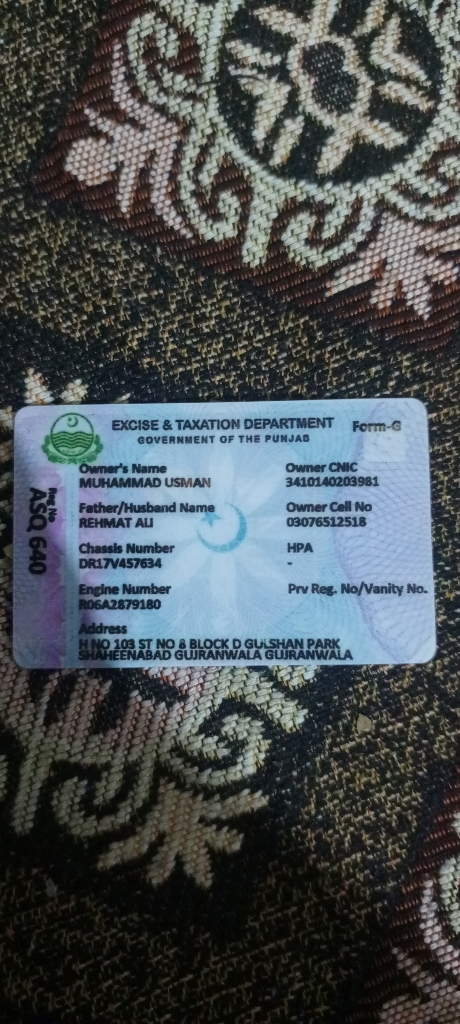 EXCISE & TAXATION DEPARTMENT Form-G
GOVERNMENT OF THE PUNJAB
Reg No
ASQ 640
Owner's Name Owner CNIC
MUHAMMAD USMAN 3410140203981
Father/Husband Name Owner Cell No
REHMAT ALI 03076512518
Chassis Number HPA
DR17V457634 -
Engine Number Prv Reg. No/Vanity No.
R06A2879180
Address
H NO 103 ST NO 8 BLOCK D GULSHAN PARK
SHAHEENABAD GUJRANWALA GUJRANWALA